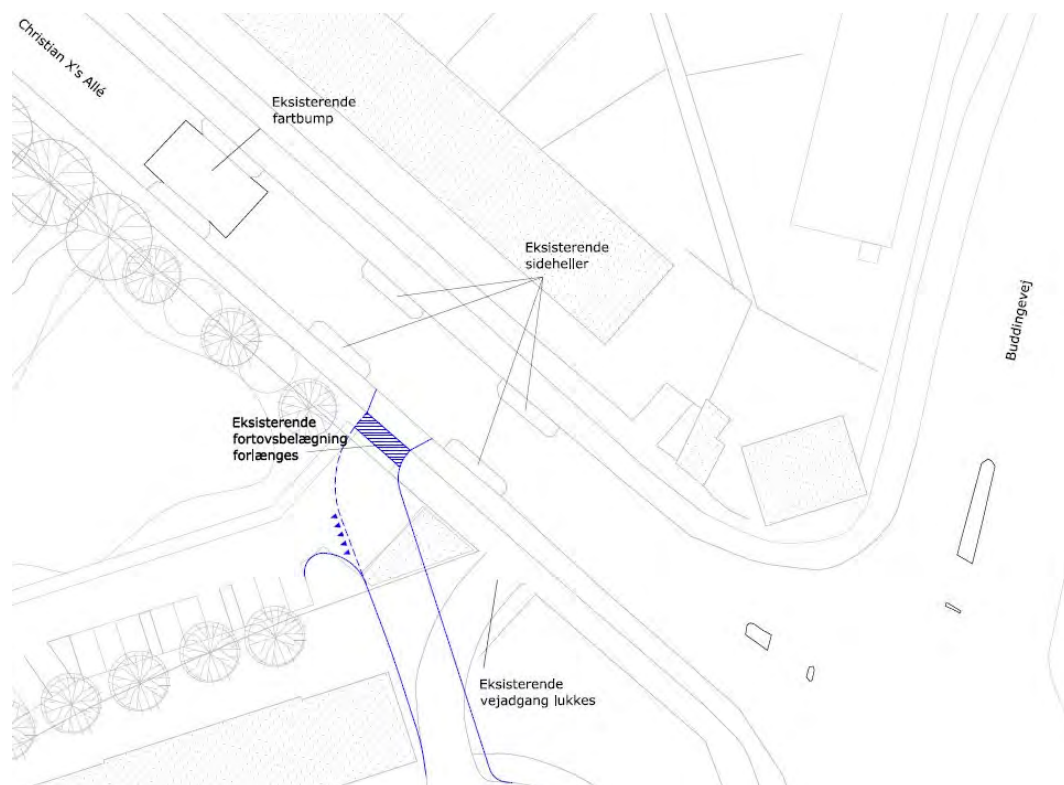 Christian X's Allé
Eksisterende
fartbump
Eksisterende
sideheller
Buddingevej
Eksisterende
fortovsbelægning
forlænges
Eksisterende
vejadgang lukkes